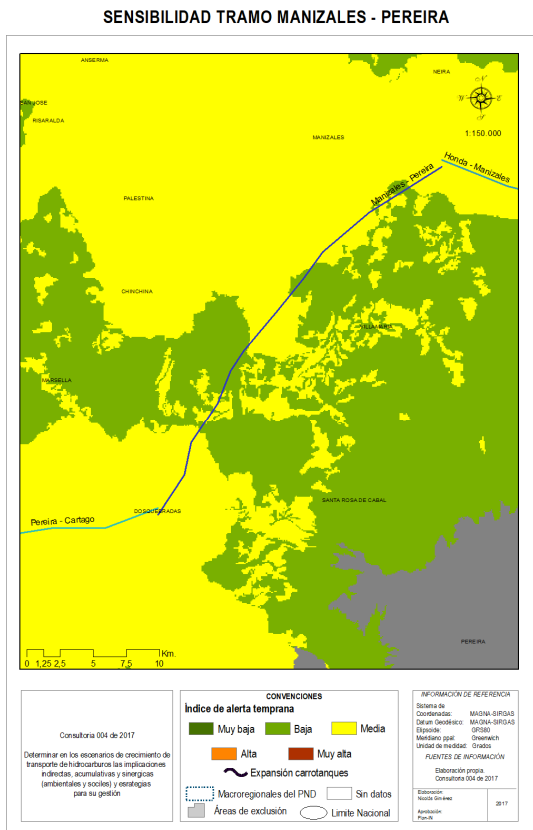 SENSIBILIDAD TRAMO MANIZALES - PEREIRA
ANSERMA
NEIRA
N
W E
S
SAN JOSE
RISARALDA
1:150.000
MANIZALES
Honda - Manizales
Manizales - Pereira
PALESTINA
CHINCHINA
VILLAMARIA
MARSELLA
SANTA ROSA DE CABAL
DOSQUEBRADAS
Pereira - Cartago
PEREIRA
Km.
0 1,25 2,5 5 7,5 10
Consultoria 004 de 2017
Determinar en los escenarios de crecimiento de
transporte de hidrocarburos las implicaciones
indirectas, acumulativas y sinergicas
(ambientales y sociles) y esrategias
para su gestión
CONVENCIONES
Índice de alerta temprana
Muy baja Baja Media
Alta Muy alta
Expansión carrotanques
Macroregionales del PND Sin datos
Áreas de exclusión Limite Nacional
INFORMACIÓN DE REFERENCIA
Sistema de
Coordenadas: MAGNA-SIRGAS
Datum Geodésico: MAGNA-SIRGAS
Elipsoide: GRS80
Meridiano ppal: Greenwich
Unidad de medidad: Grados
FUENTES DE INFORMACIÓN
Elaboración propia.
Consultoria 004 de 2017
Elaboración:
Nicolás Giménez
2017
Aprobación:
Plan-N